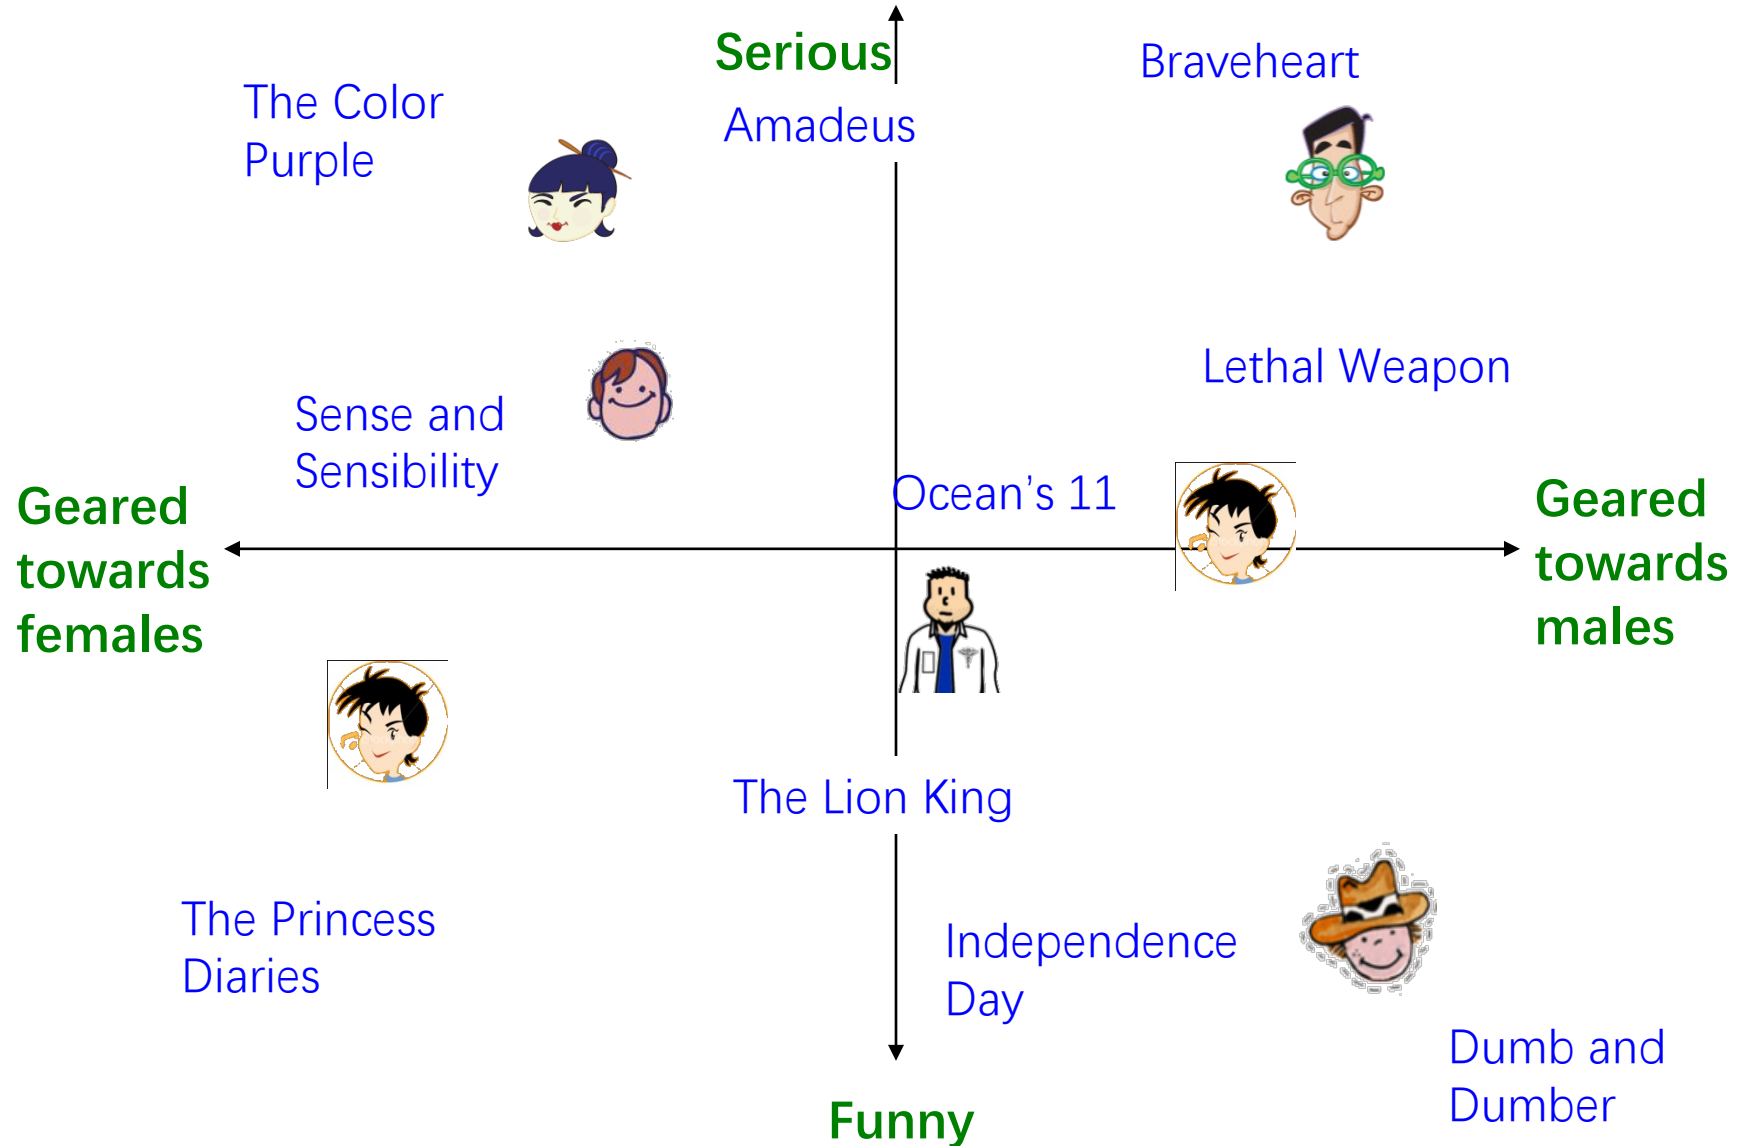 Serious
Braveheart
The Color
Purple
Amadeus
Lethal Weapon
Sense and
Sensibility
Ocean’s 11
Geared
towards
females
Geared
towards
males
The Lion King
The Princess
Diaries
Independence
Day
Dumb and
Dumber
Funny